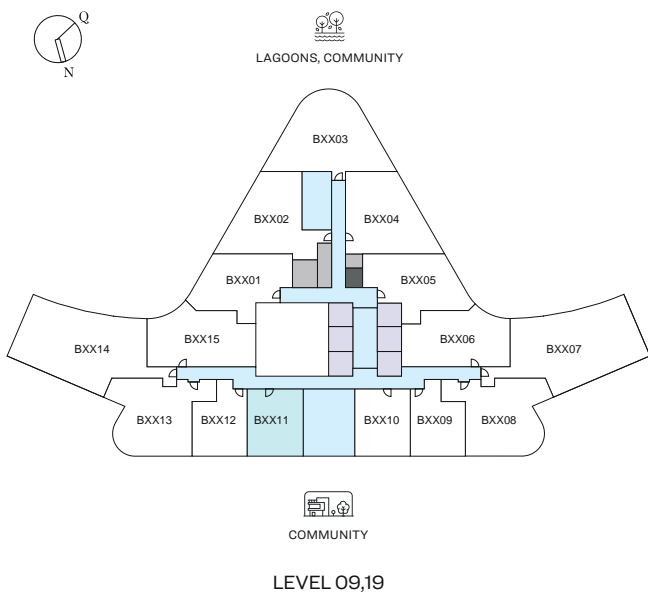 Q
N
LAGOONS, COMMUNITY
BXX03
BXX02
BXX04
BXX01
BXX05
BXX14
BXX15
BXX06
BXX07
BXX13
BXX12
BXX11
BXX10
BXX09
BXX08
COMMUNITY
LEVEL 09,19